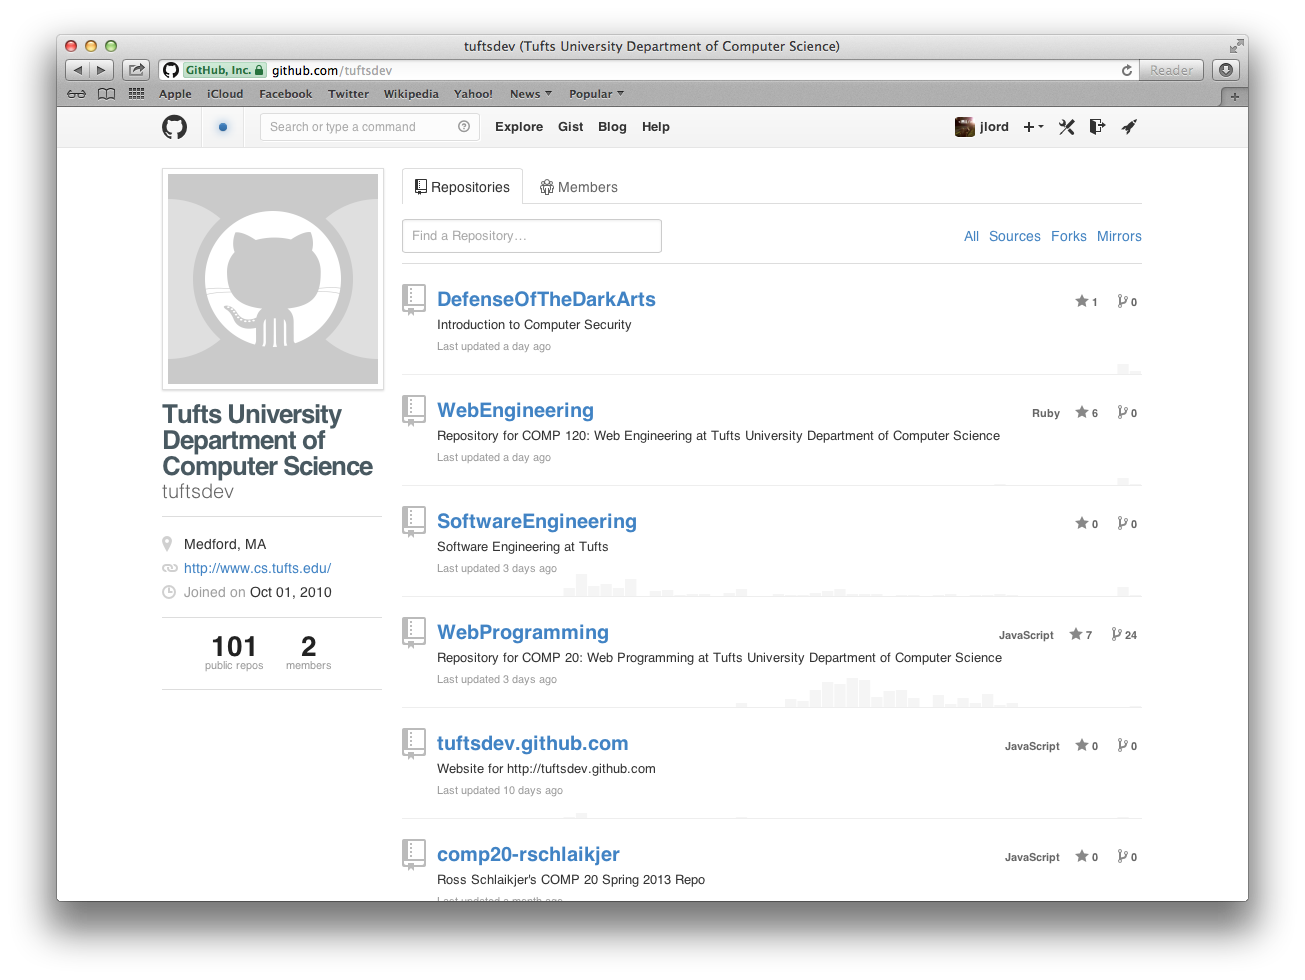 tuftsdev (Tufts University Department of Computer Science)
GitHub, Inc. github.com/tuftsdev Reader
Apple iCloud Facebook Twitter Wikipedia Yahoo! News Popular
Search or type a command Explore Gist Blog Help jlord
Repositories Members
Find a Repository... All Sources Forks Mirrors
Tufts University
Department of
Computer Science
tuftsdev
Medford, MA
http://www.cs.tufts.edu/
Joined on Oct 01, 2010
101 2
public repos members
DefenseOfTheDarkArts 1 0
Introduction to Computer Security
Last updated a day ago
WebEngineering Ruby 6 0
Repository for COMP 120: Web Engineering at Tufts University Department of Computer Science
Last updated a day ago
SoftwareEngineering 0 0
Software Engineering at Tufts
Last updated 3 days ago
WebProgramming JavaScript 7 24
Repository for COMP 20: Web Programming at Tufts University Department of Computer Science
Last updated 3 days ago
tuftsdev.github.com JavaScript 0 0
Website for http://tuftsdev.github.com
Last updated 10 days ago
comp20-rschlaikjer JavaScript 0 0
Ross Schlaikjer's COMP 20 Spring 2013 Repo
Last updated a month ago